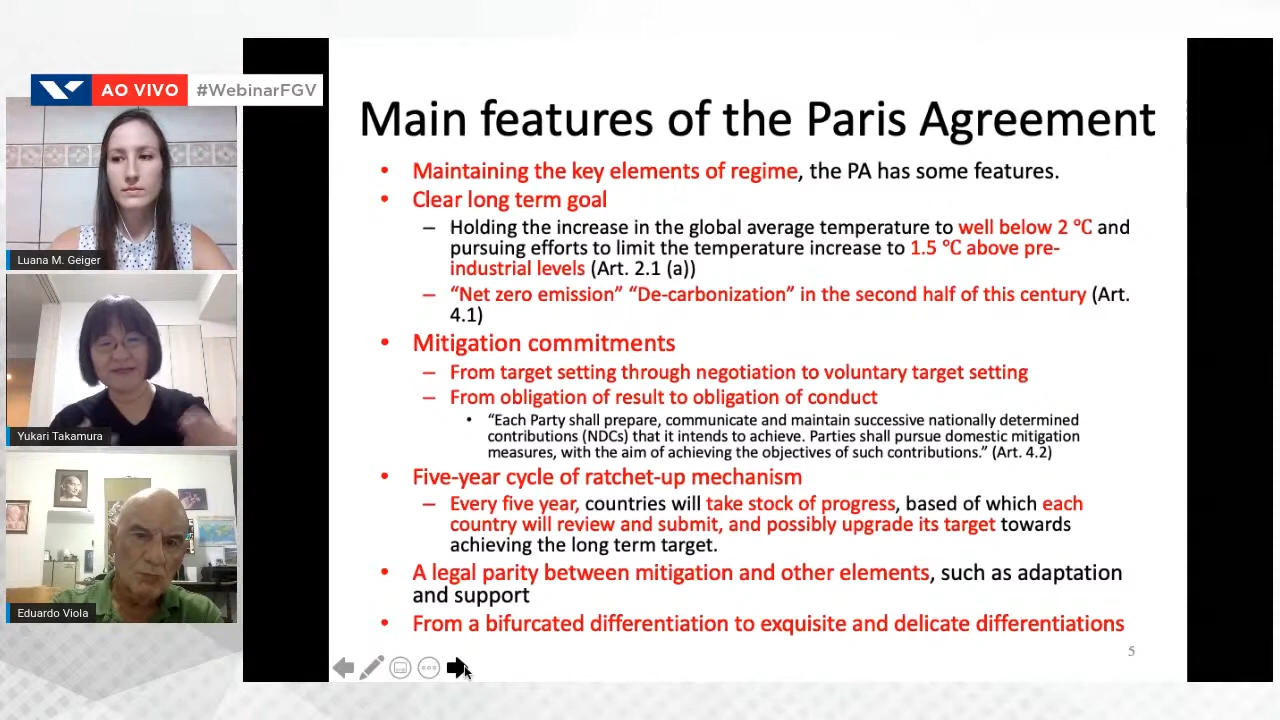 AO VIVO #WebinarFGV
Luana M. Geiger
Yukari Takamura
Eduardo Viola
Main features of the Paris Agreement
• Maintaining the key elements of regime, the PA has some features.
• Clear long term goal
– Holding the increase in the global average temperature to well below 2 ℃ and
pursuing efforts to limit the temperature increase to 1.5 ℃ above pre-
industrial levels (Art. 2.1 (a))
– “Net zero emission” “De-carbonization” in the second half of this century (Art.
4.1)
• Mitigation commitments
– From target setting through negotiation to voluntary target setting
– From obligation of result to obligation of conduct
• “Each Party shall prepare, communicate and maintain successive nationally determined
contributions (NDCs) that it intends to achieve. Parties shall pursue domestic mitigation
measures, with the aim of achieving the objectives of such contributions.” (Art. 4.2)
• Five-year cycle of ratchet-up mechanism
– Every five year, countries will take stock of progress, based of which each
country will review and submit, and possibly upgrade its target towards
achieving the long term target.
• A legal parity between mitigation and other elements, such as adaptation
and support
• From a bifurcated differentiation to exquisite and delicate differentiations
5